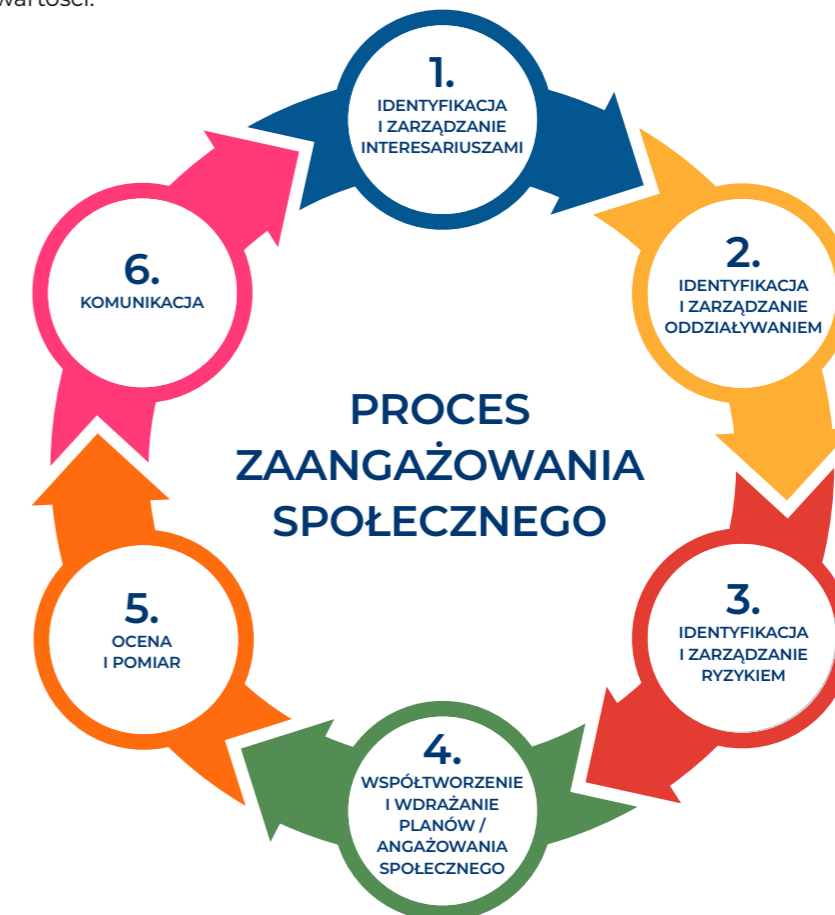 wartości.
1.
IDENTYFIKACJA
I ZARZĄDZANIE
INTERESARIUSZAMI
2.
IDENTYFIKACJA
I ZARZĄDZANIE
ODDZIAŁYWANIEM
3.
IDENTYFIKACJA
I ZARZĄDZANIE
RYZYKIEM
4.
WSPÓŁTWORZENIE
I WDRAŻANIE
PLANÓW /
ANGAŻOWANIA
SPOŁECZNEGO
5.
OCENA
I POMIAR
6.
KOMUNIKACJA
PROCES
ZAANGAŻOWANIA
SPOŁECZNEGO